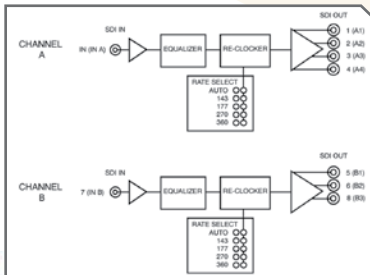 CHANNEL
A
SDI IN
IN (IN A)
EQUALIZER
RE-CLOCKER
RATE SELECT
AUTO
143
177
270
360
SDI OUT
1 (A1)
2 (A2)
3 (A3)
4 (A4)
CHANNEL
B
SDI IN
7 (IN B)
EQUALIZER
RE-CLOCKER
RATE SELECT
AUTO
143
177
270
360
SDI OUT
5 (B1)
6 (B2)
8 (B3)